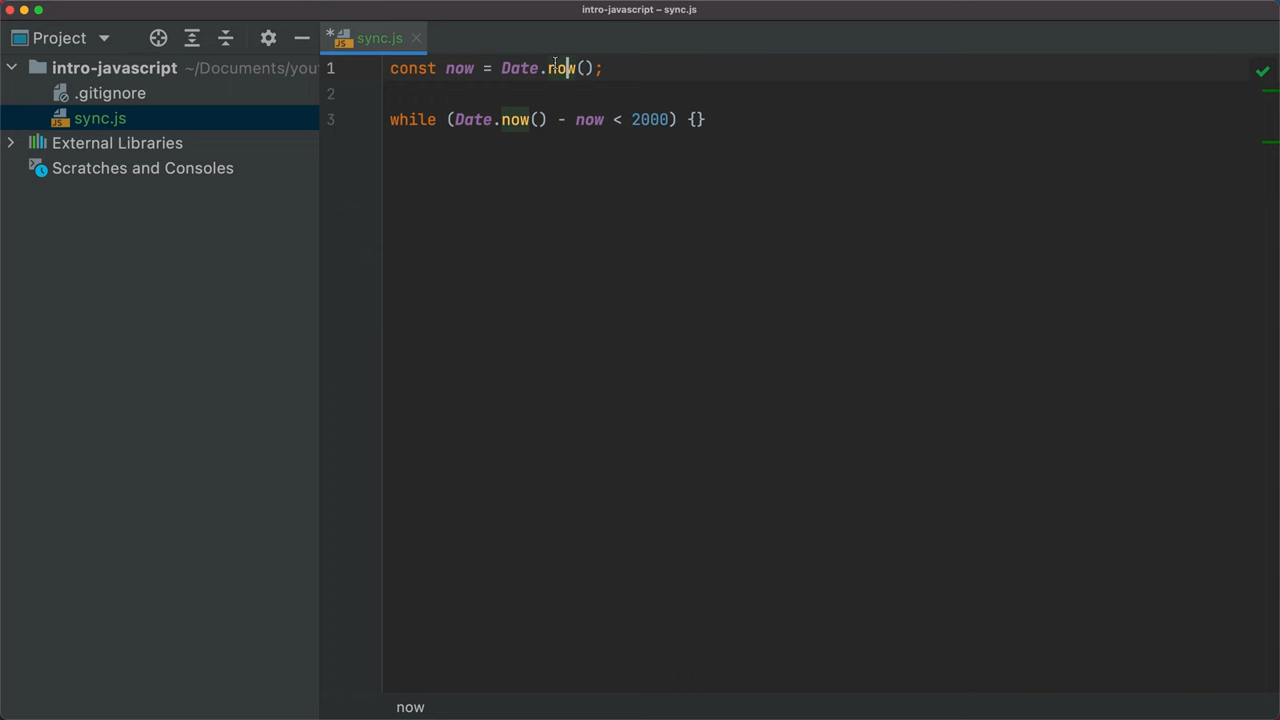 intro-javascript – sync.js
Project
* sync.js
intro-javascript ~/Documents/you
.gitignore
sync.js
External Libraries
Scratches and Consoles
1 const now = Date.now();
2
3 while (Date.now() - now < 2000) {}
now